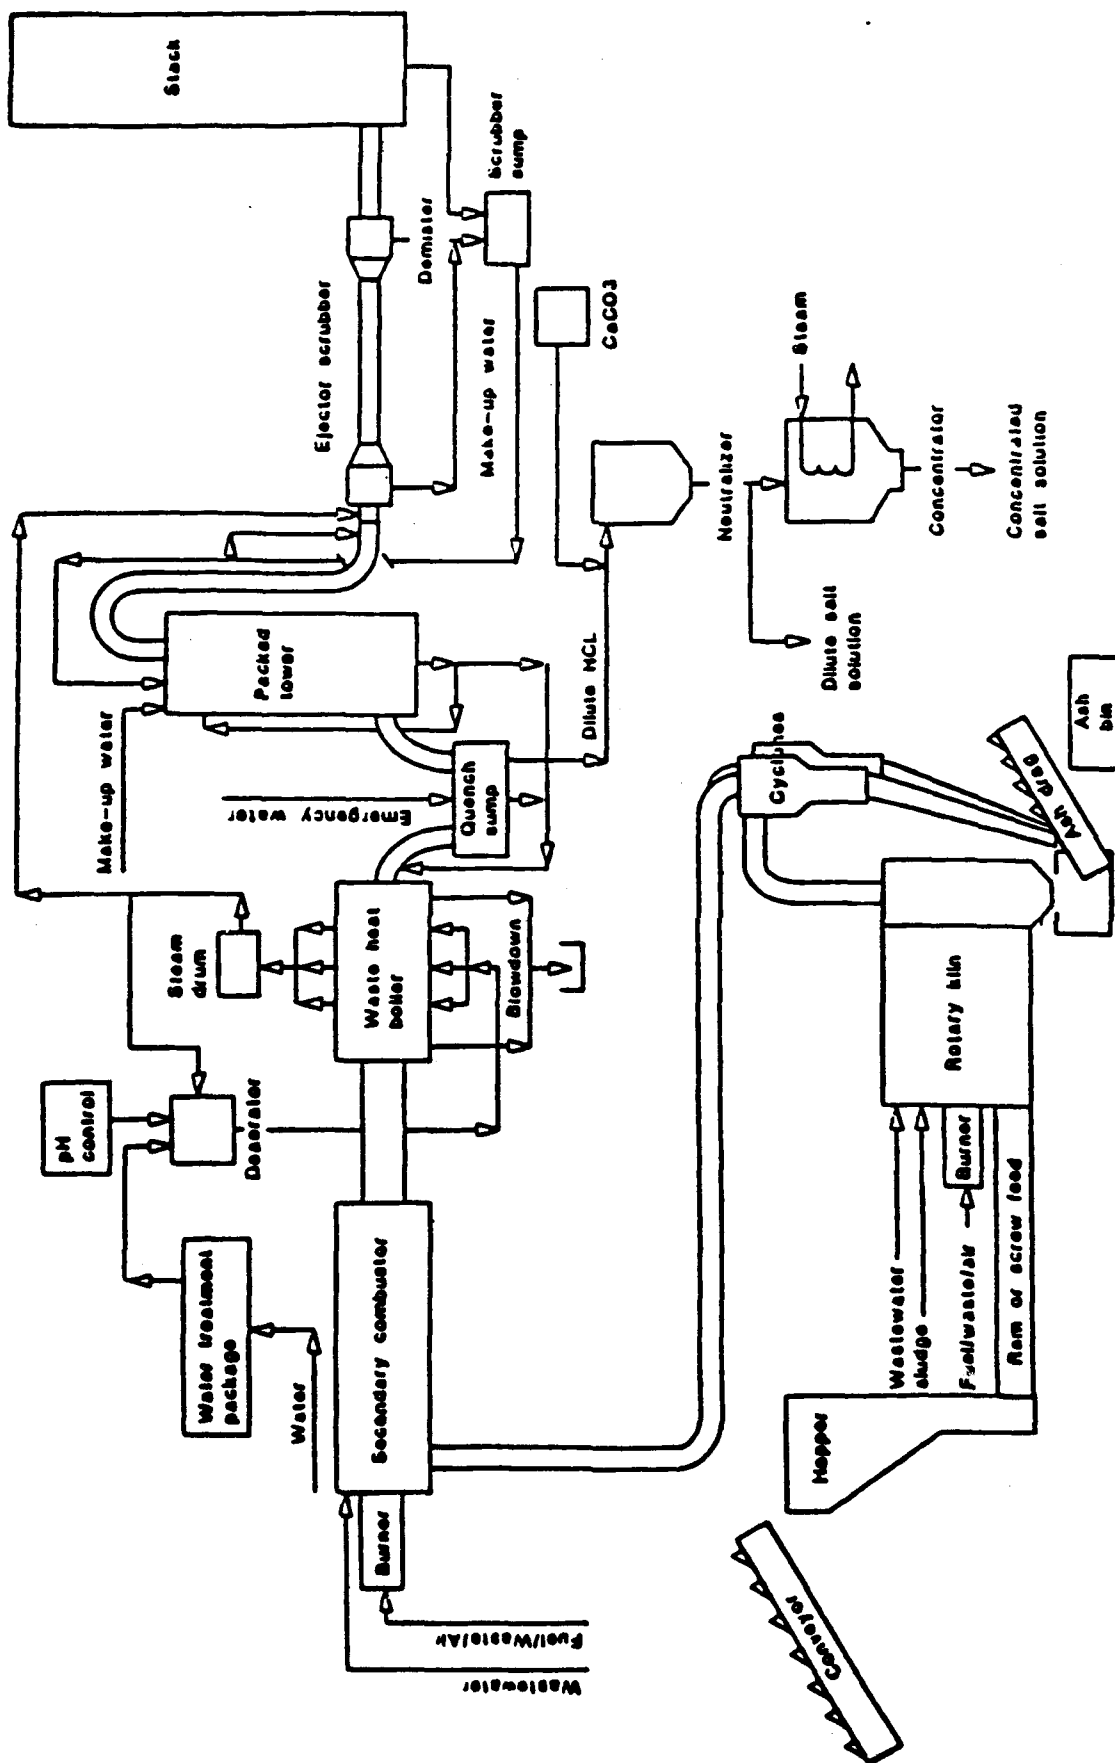 Stack
Scrubber
sump
Demister
Ejector scrubber
Make-up water
CaCO3
Steam
Neutralizer
Concentrator
Concentrated
salt solution
Dilute salt
solution
Dilute HCL
Packed
tower
Make-up water
Emergency water
Quench
sump
Steam
drum
Waste heat
boiler
Blowdown
pH
control
Deaerator
Water treatment
package
Water
Secondary combustor
Burner
Fuel/Waste/Air
Wastewater
Cyclones
Ash drag
Ash
bin
Rotary kiln
Burner
Wastewater
sludge
Fuel/waste/air
Ram or screw feed
Hopper
Conveyor